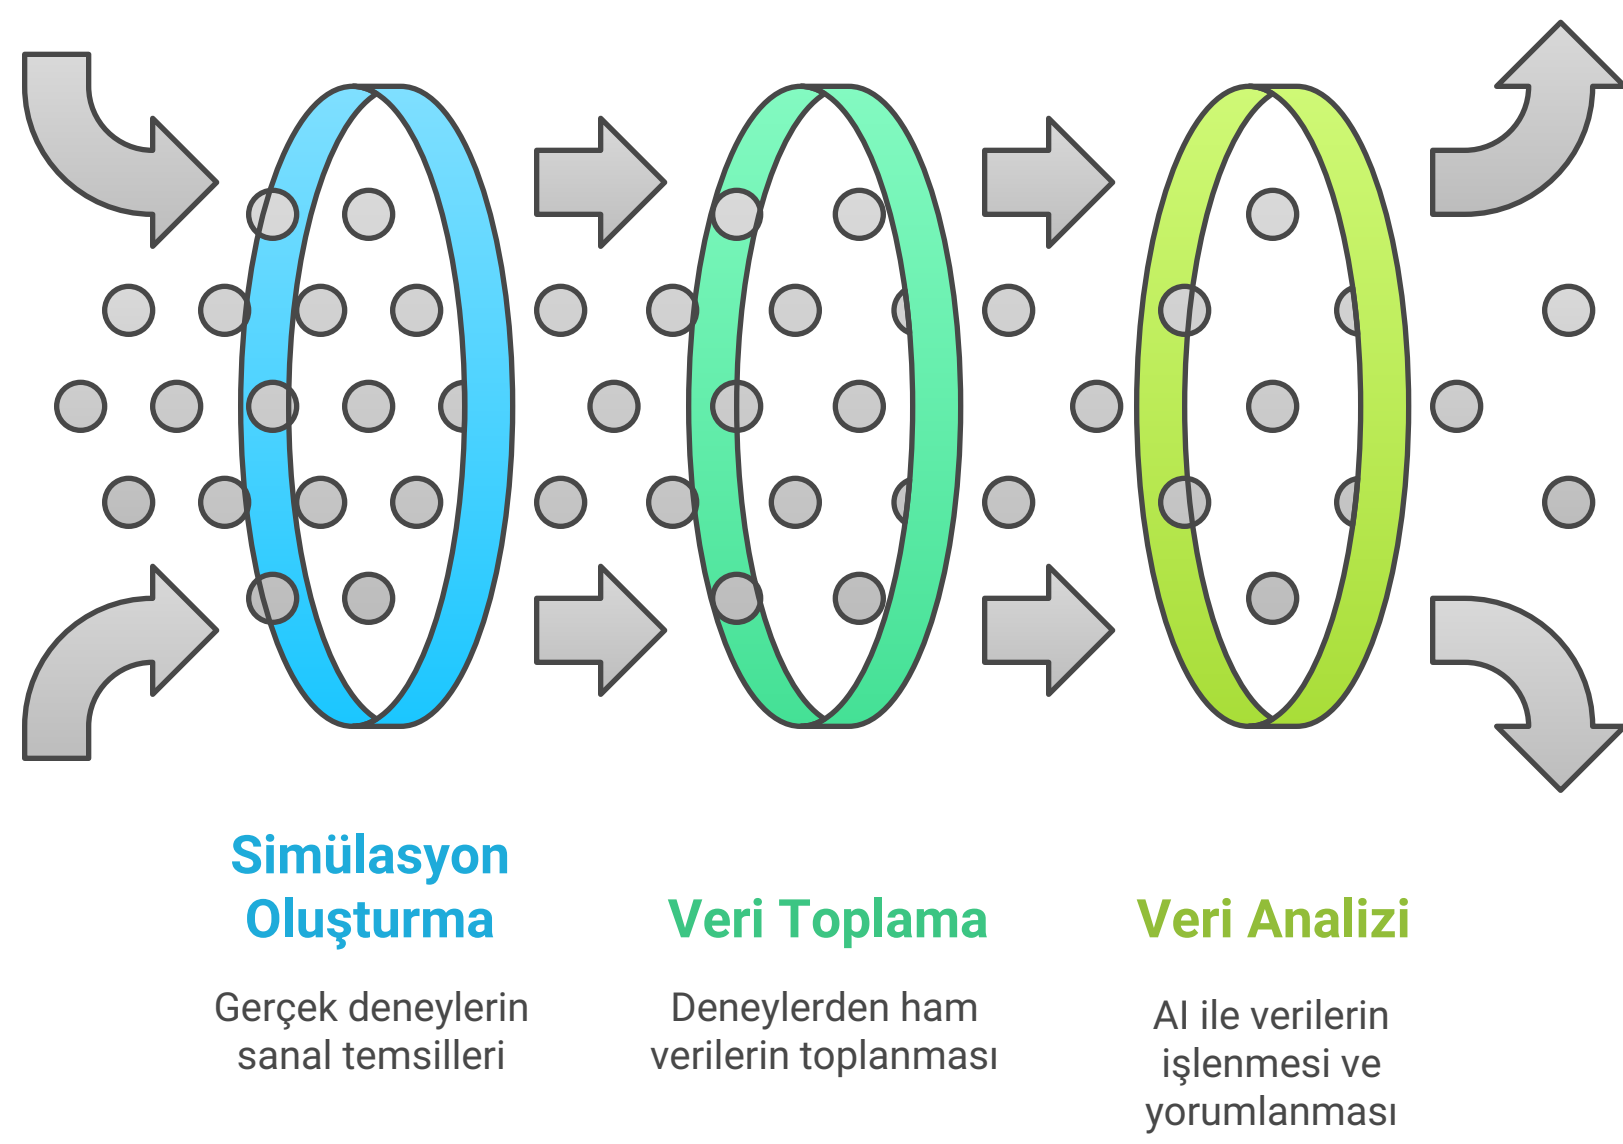 Simülasyon
Oluşturma
Gerçek deneylerin
sanal temsilleri
Veri Toplama
Deneylerden ham
verilerin toplanması
Veri Analizi
AI ile verilerin
işlenmesi ve
yorumlanması